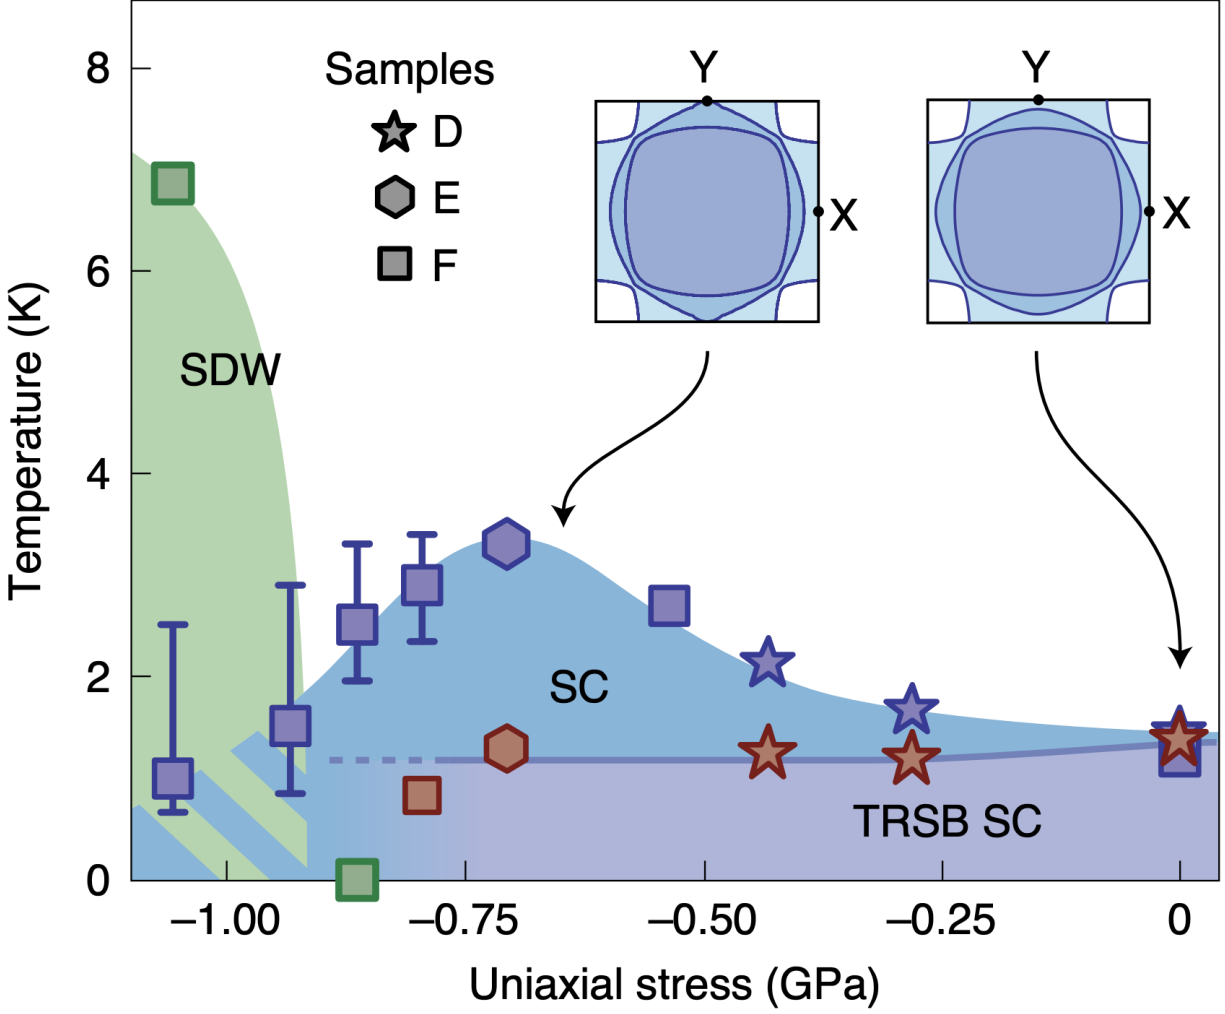 8
6
4
2
0
Temperature (K)
Samples
D
E
F
Y
X
Y
X
SDW
SC
TRSB SC
–1.00
–0.75
–0.50
–0.25
0
Uniaxial stress (GPa)